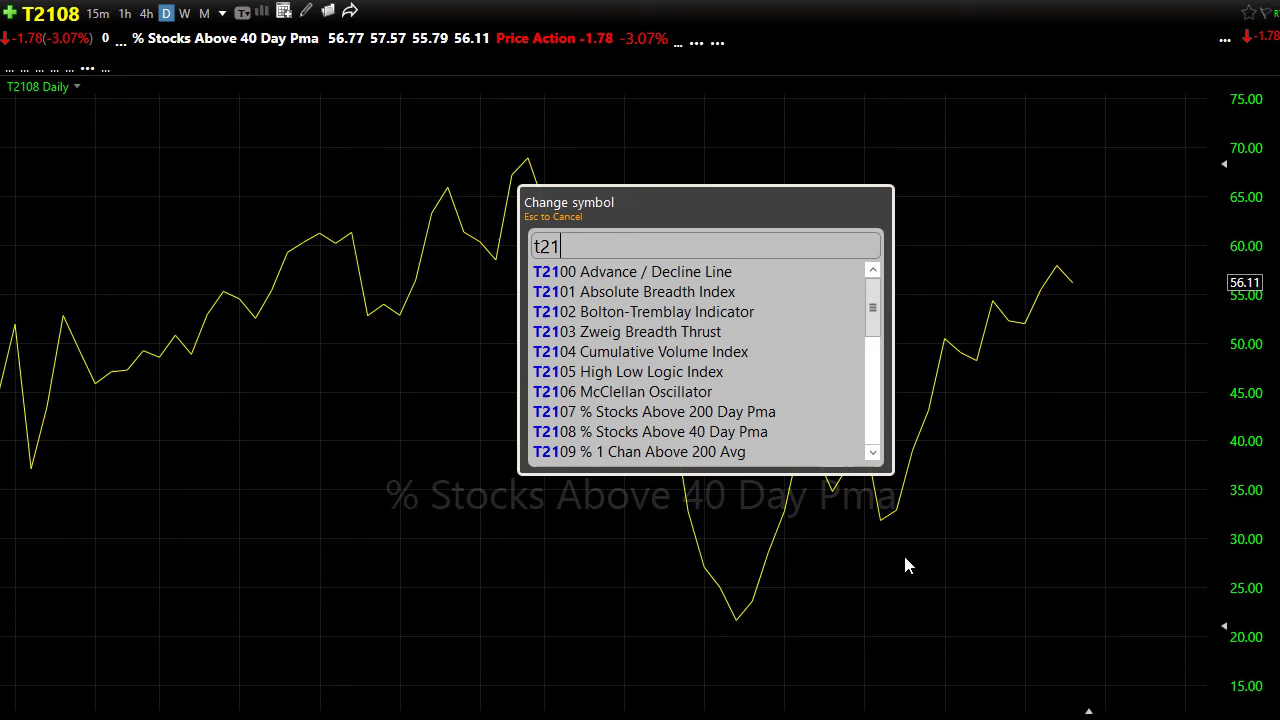 T2108 15m 1h 4h D W M T
-1.78(-3.07%) 0 ... % Stocks Above 40 Day Pma 56.77 57.57 55.79 56.11 Price Action -1.78 -3.07% ... ... ... ... -1.78
... ... ... ... ... ... ...
T2108 Daily
75.00
70.00
65.00
60.00
56.11
55.00
50.00
45.00
40.00
35.00
30.00
25.00
20.00
15.00
Change symbol
Esc to Cancel
t21
T2100 Advance / Decline Line
T2101 Absolute Breadth Index
T2102 Bolton-Tremblay Indicator
T2103 Zweig Breadth Thrust
T2104 Cumulative Volume Index
T2105 High Low Logic Index
T2106 McClellan Oscillator
T2107 % Stocks Above 200 Day Pma
T2108 % Stocks Above 40 Day Pma
T2109 % 1 Chan Above 200 Avg
% Stocks Above 40 Day Pma